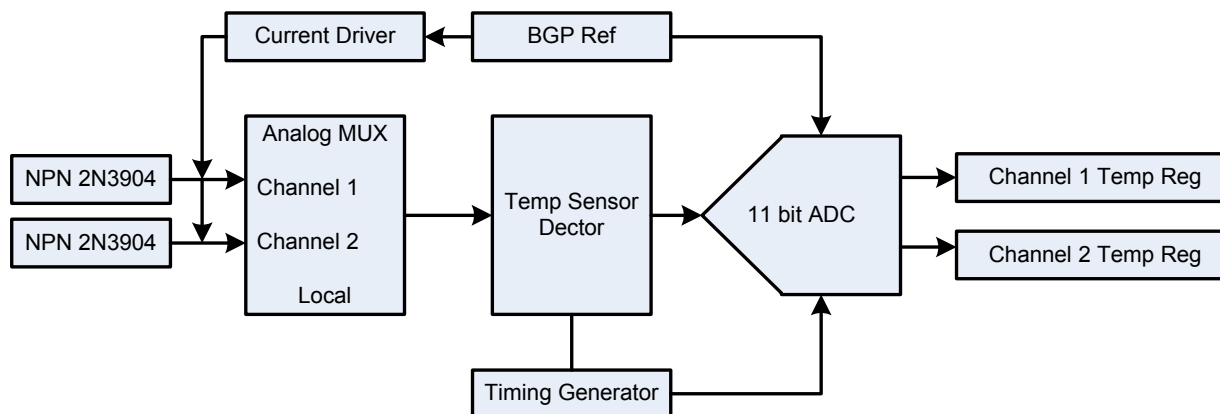 Current Driver
BGP Ref
Analog MUX
NPN 2N3904
Channel 1
NPN 2N3904
Channel 2
Local
Temp Sensor
Dector
11 bit ADC
Channel 1 Temp Reg
Channel 2 Temp Reg
Timing Generator